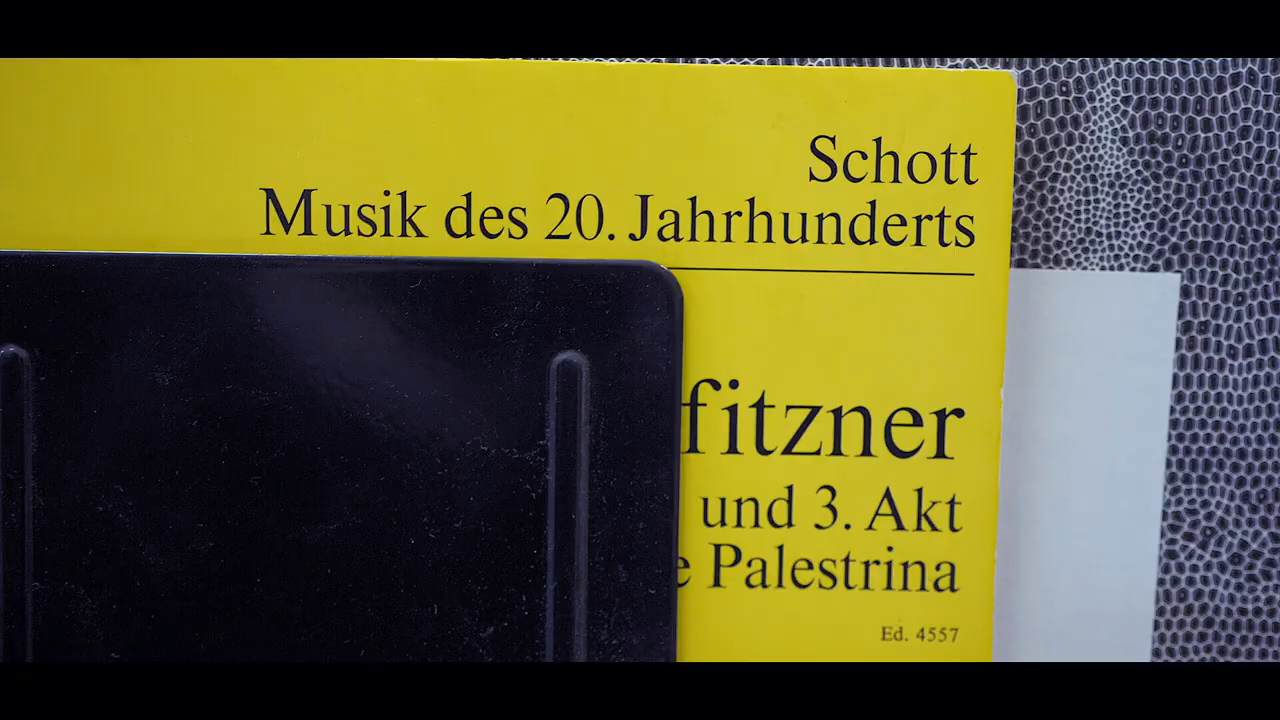 Schott
Musik des 20. Jahrhunderts
fitzner
und 3. Akt
e Palestrina
Ed. 4557